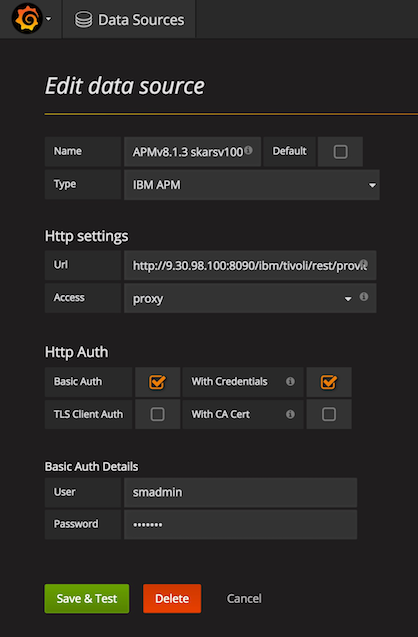 Data Sources
Edit data source
Name APMv8.1.3 skarsv100 Default
Type IBM APM
Http settings
Url http://9.30.98.100:8090/ibm/tivoli/rest/provi
Access proxy
Http Auth
Basic Auth With Credentials
TLS Client Auth With CA Cert
Basic Auth Details
User smadmin
Password •••••••
Save & Test Delete Cancel